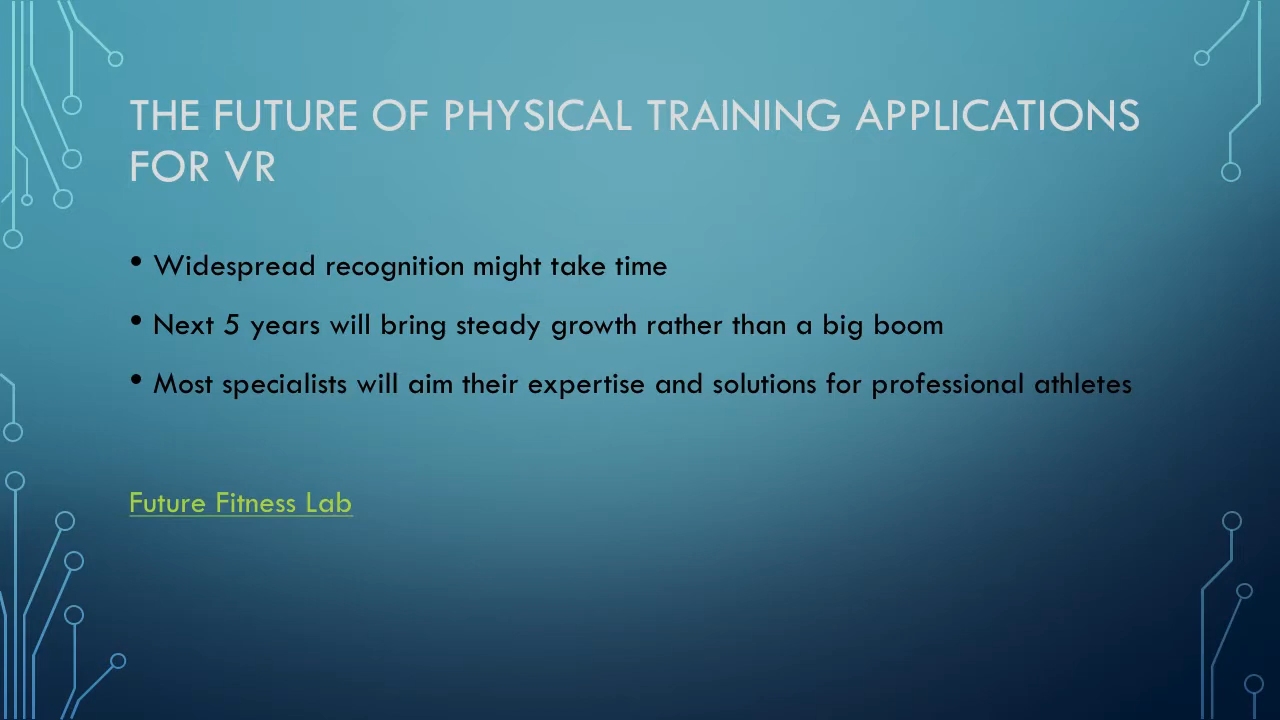 THE FUTURE OF PHYSICAL TRAINING APPLICATIONS
FOR VR
• Widespread recognition might take time
• Next 5 years will bring steady growth rather than a big boom
• Most specialists will aim their expertise and solutions for professional athletes
Future Fitness Lab